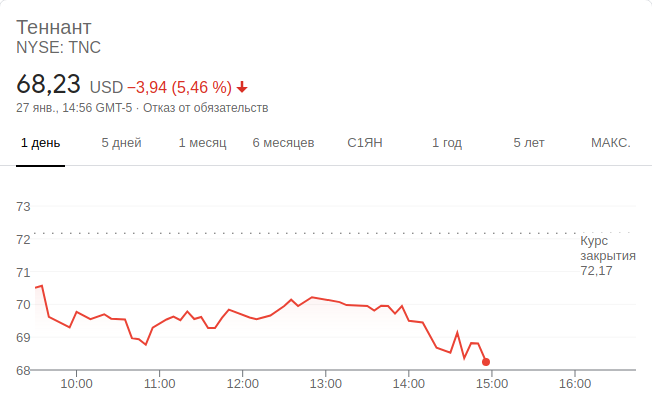 Теннант
NYSE: TNC
68,23 USD −3,94 (5,46 %)
27 янв., 14:56 GMT-5 · Отказ от обязательств
1 день 5 дней 1 месяц 6 месяцев С1ЯН 1 год 5 лет МАКС.
73
72
Курс
закрытия
72,17
71
70
69
68
10:00 11:00 12:00 13:00 14:00 15:00 16:00